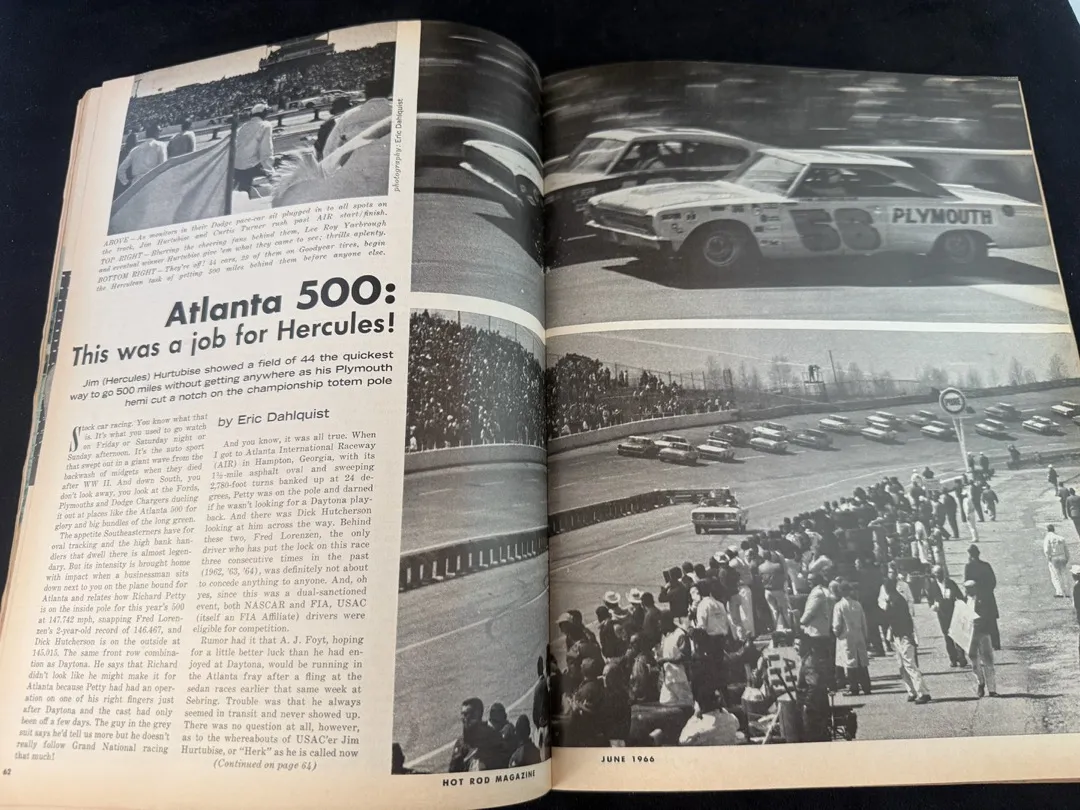 photography: Eric Dahlquist
ABOVE—As monitors in their Dodge pace-car sit plugged in to all spots on
the track, Jim Hurtubise and Curtis Turner rush past AIR start/finish.
TOP RIGHT—Blurring the cheering fans behind them, Lee Roy Yarbrough
and eventual winner Hurtubise give 'em what they came to see; thrills aplenty.
BOTTOM RIGHT—They're off! 44 cars, 39 of them on Goodyear tires, begin
the Herculean task of getting 500 miles behind them before anyone else.
Atlanta 500:
This was a job for Hercules!
Jim (Hercules) Hurtubise showed a field of 44 the quickest
way to go 500 miles without getting anywhere as his Plymouth
hemi cut a notch on the championship totem pole
by Eric Dahlquist
Stock car racing. You know what that
is. It's what you used to go watch
on Friday or Saturday night or
Sunday afternoon. It's the auto sport
that swept out in a giant wave from the
backwash of midgets when they died
after WW II. And down South, you
don't look away, you look at the Fords,
Plymouths and Dodge Chargers dueling
it out at places like the Atlanta 500 for
glory and big bundles of the long green.
The appetite Southeasterners have for
oval tracking and the high bank han-
dlers that dwell there is almost legen-
dary. But its intensity is brought home
with impact when a businessman sits
down next to you on the plane bound for
Atlanta and relates how Richard Petty
is on the inside pole for this year's 500
at 147.742 mph, snapping Fred Loren-
zen's 2-year-old record of 146.467, and
Dick Hutcherson is on the outside at
145.015. The same front row combina-
tion as Daytona. He says that Richard
didn't look like he might make it for
Atlanta because Petty had had an oper-
ation on one of his right fingers just
after Daytona and the cast had only
been off a few days. The guy in the grey
suit says he'd tell us more but he doesn't
really follow Grand National racing
that much!
And you know, it was all true. When
I got to Atlanta International Raceway
(AIR) in Hampton, Georgia, with its
1½-mile asphalt oval and sweeping
2,780-foot turns banked up at 24 de-
grees, Petty was on the pole and darned
if he wasn't looking for a Daytona play-
back. And there was Dick Hutcherson
looking at him across the way. Behind
these two, Fred Lorenzen, the only
driver who has put the lock on this race
three consecutive times in the past
(1962, '63, '64), was definitely not about
to concede anything to anyone. And, oh
yes, since this was a dual-sanctioned
event, both NASCAR and FIA, USAC
(itself an FIA Affiliate) drivers were
eligible for competition.
Rumor had it that A. J. Foyt, hoping
for a little better luck than he had en-
joyed at Daytona, would be running in
the Atlanta fray after a fling at the
sedan races earlier that same week at
Sebring. Trouble was that he always
seemed in transit and never showed up.
There was no question at all, however,
as to the whereabouts of USAC'er Jim
Hurtubise, or "Herk" as he is called now
(Continued on page 64)
62
HOT ROD MAGAZINE
PLYMOUTH
JUNE 1966